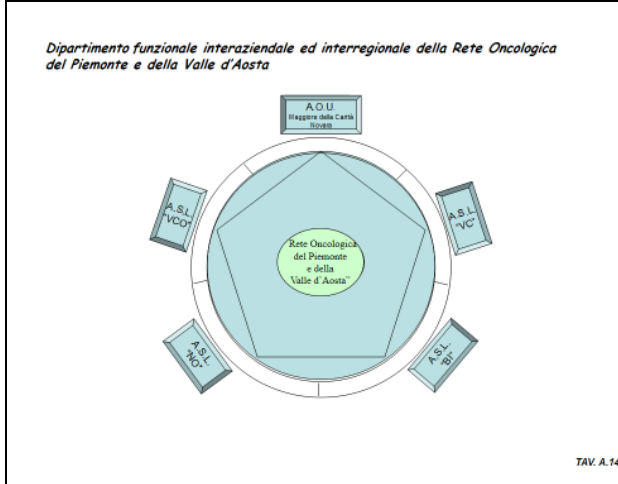 Dipartimento funzionale interaziendale ed interregionale della Rete Oncologica
del Piemonte e della Valle d'Aosta
A.O.U.
Maggiore della Carità
Novara
A.S.L.
"VCO"
A.S.L.
"VC"
Rete Oncologica
del Piemonte
e della
Valle d'Aosta"
A.S.L.
"NO"
A.S.L.
"BI"
TAV. A.14